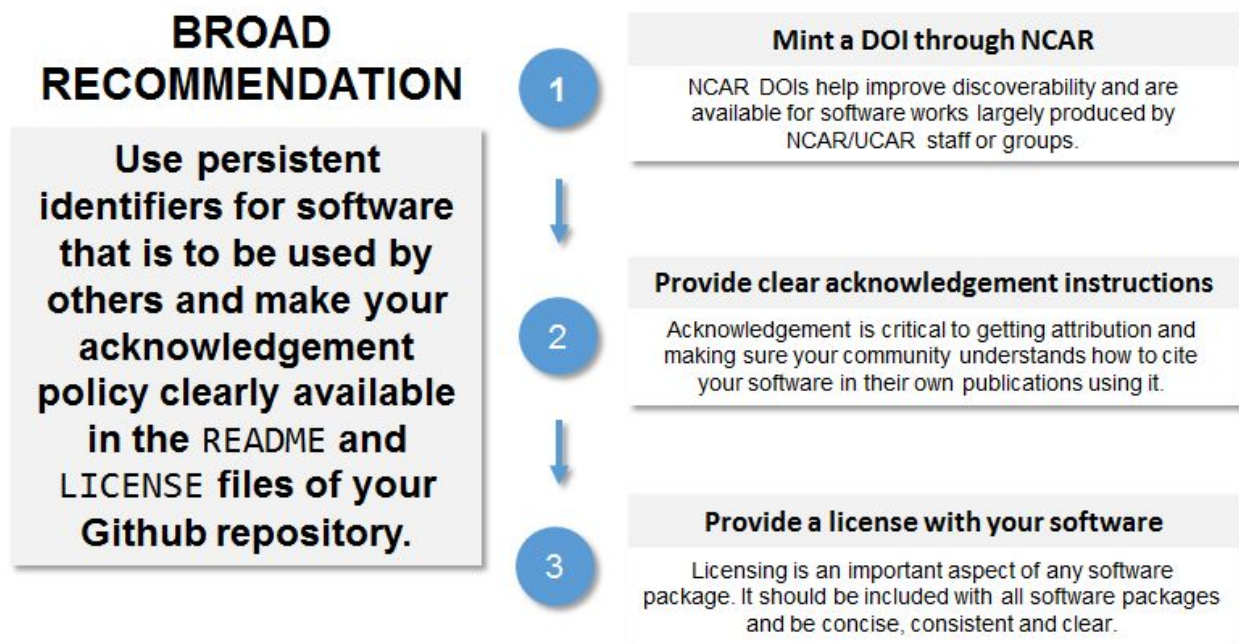 BROAD
RECOMMENDATION
Use persistent
identifiers for software
that is to be used by
others and make your
acknowledgement
policy clearly available
in the README and
LICENSE files of your
Github repository.
1
Mint a DOI through NCAR
NCAR DOIs help improve discoverability and are
available for software works largely produced by
NCAR/UCAR staff or groups.
2
Provide clear acknowledgement instructions
Acknowledgement is critical to getting attribution and
making sure your community understands how to cite
your software in their own publications using it.
3
Provide a license with your software
Licensing is an important aspect of any software
package. It should be included with all software packages
and be concise, consistent and clear.